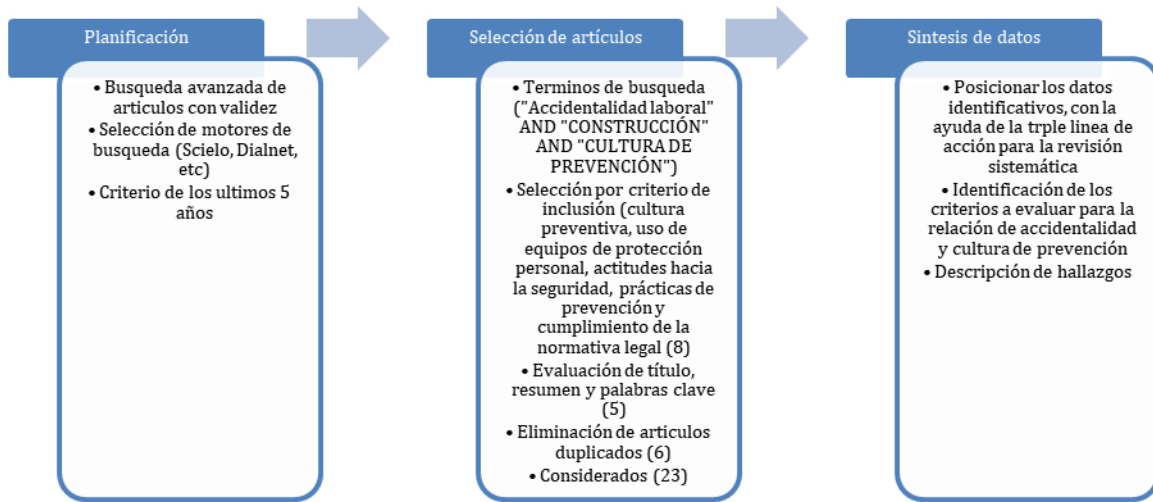 Planificación
• Busqueda avanzada de
articulos con validez
• Selección de motores de
busqueda (Scielo, Dialnet,
etc)
• Criterio de los ultimos 5
años
Selección de artículos
• Terminos de busqueda
("Accidentalidad laboral"
AND "CONSTRUCCIÓN"
AND "CULTURA DE
PREVENCIÓN")
• Selección por criterio de
inclusión (cultura
preventiva, uso de
equipos de protección
personal, actitudes hacia
la seguridad, prácticas de
prevención y
cumplimiento de la
normativa legal (8)
• Evaluación de título,
resumen y palabras clave
(5)
• Eliminación de articulos
duplicados (6)
• Considerados (23)
Sintesis de datos
• Posicionar los datos
identificativos, con la
ayuda de la trple linea de
acción para la revisión
sistemática
• Identificación de los
criterios a evaluar para la
relación de accidentalidad
y cultura de prevención
• Descripción de hallazgos